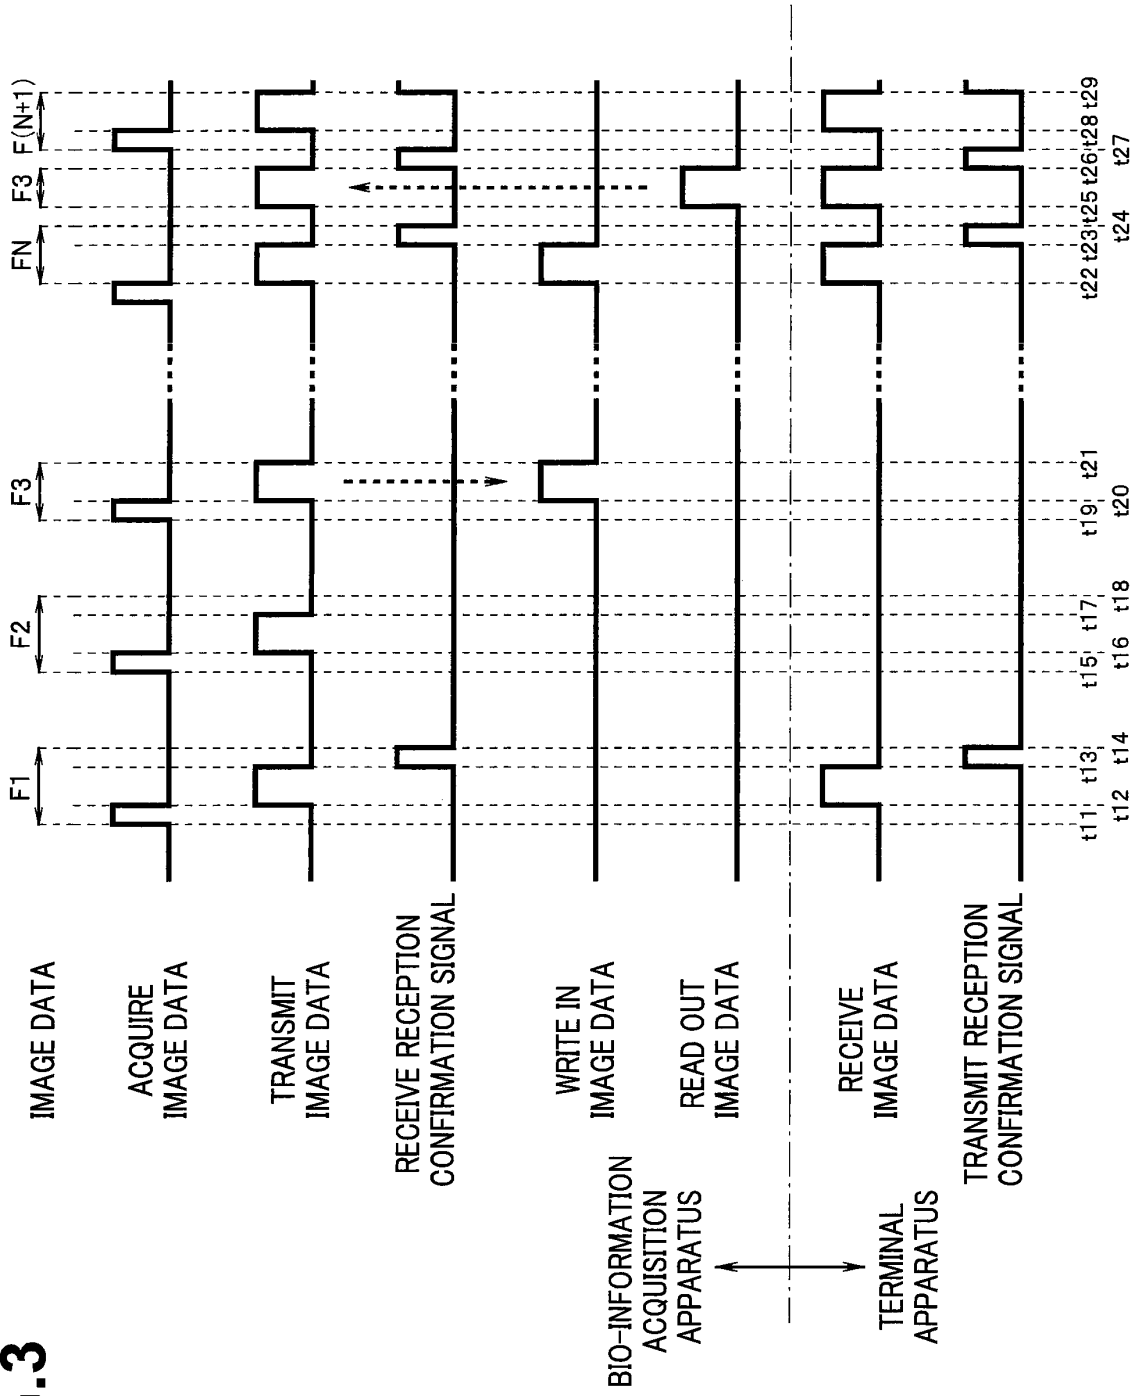 .3
IMAGE DATA
F1
F2
F3
FN
F3
F(N+1)
ACQUIRE
IMAGE DATA
TRANSMIT
IMAGE DATA
RECEIVE RECEPTION
CONFIRMATION SIGNAL
WRITE IN
IMAGE DATA
READ OUT
IMAGE DATA
BIO-INFORMATION
ACQUISITION
APPARATUS
TERMINAL
APPARATUS
RECEIVE
IMAGE DATA
TRANSMIT RECEPTION
CONFIRMATION SIGNAL
t11 t13 t15 t17 t19 t21 t22 t23 t25 t26 t28 t29
t12 t14 t16 t18 t20 t24 t27